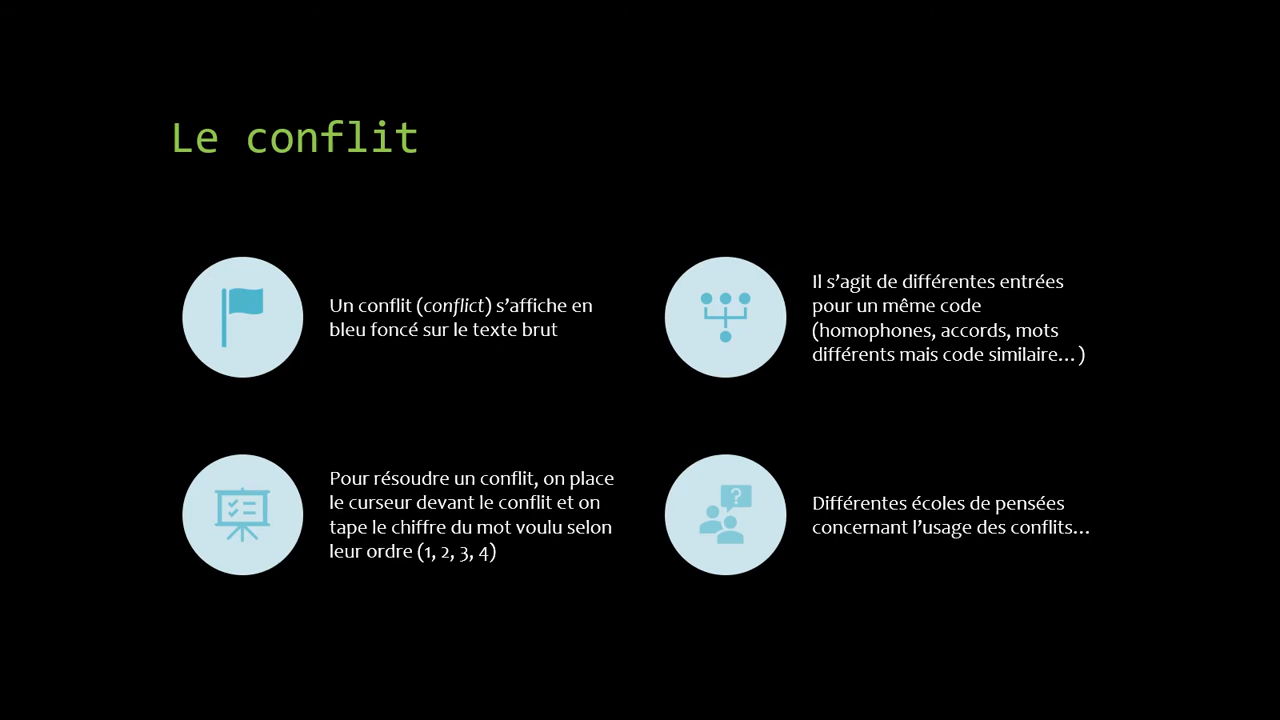 Le conflit
Un conflit (conflict) s’affiche en
bleu foncé sur le texte brut
Il s’agit de différentes entrées
pour un même code
(homophones, accords, mots
différents mais code similaire…)
Pour résoudre un conflit, on place
le curseur devant le conflit et on
tape le chiffre du mot voulu selon
leur ordre (1, 2, 3, 4)
?
Différentes écoles de pensées
concernant l’usage des conflits…